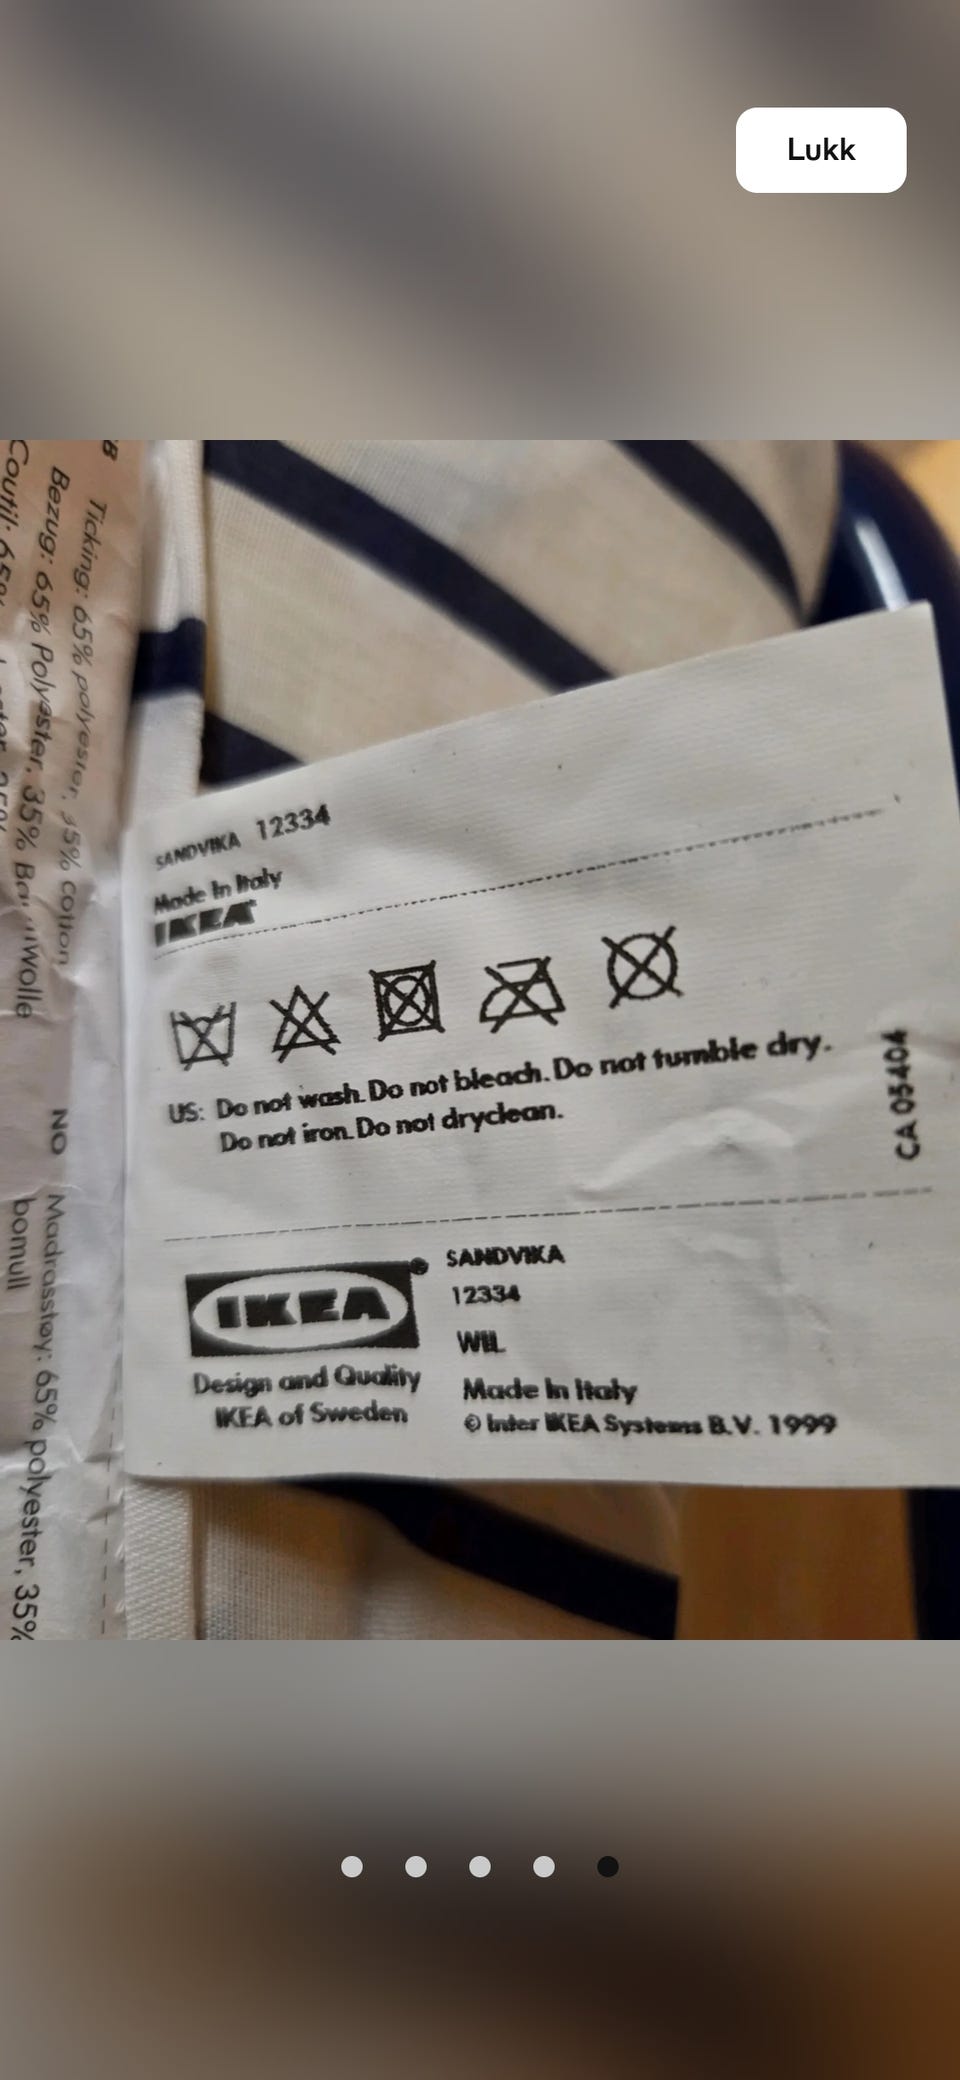 Lukk
B
Ticking: 65% polyester, 35% cotton
Bezug: 65% Polyester, 35%
Coutil: 65%
NO Madrasstøy: 65% polyester, 35%
bomull
SANDVIKA 12334
Made In Italy
IKEA
US: Do not wash. Do not bleach. Do not tumble dry.
Do not iron. Do not dryclean.
CA 05404
IKEA®
Design and Quality
IKEA of Sweden
SANDVIKA
12334
WIL
Made In Italy
© Inter IKEA Systems B.V. 1999